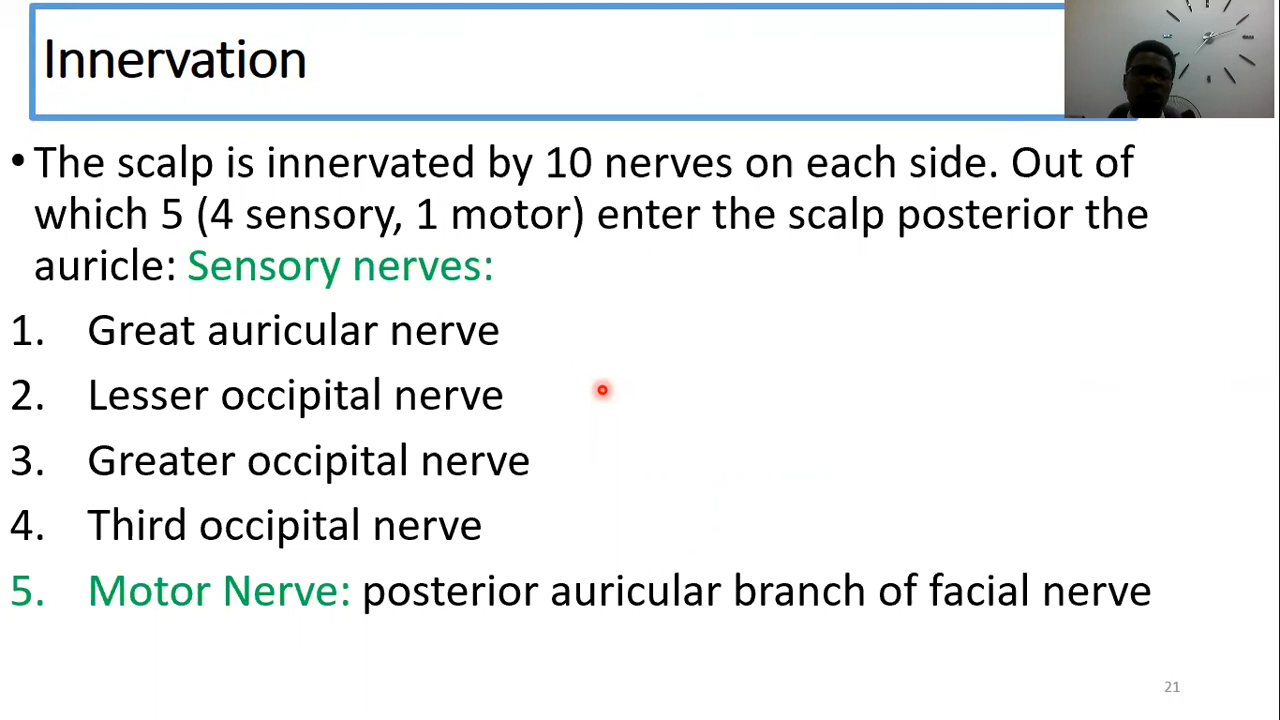 Innervation
• The scalp is innervated by 10 nerves on each side. Out of
which 5 (4 sensory, 1 motor) enter the scalp posterior the
auricle: Sensory nerves:
1. Great auricular nerve
2. Lesser occipital nerve
3. Greater occipital nerve
4. Third occipital nerve
5. Motor Nerve: posterior auricular branch of facial nerve
21